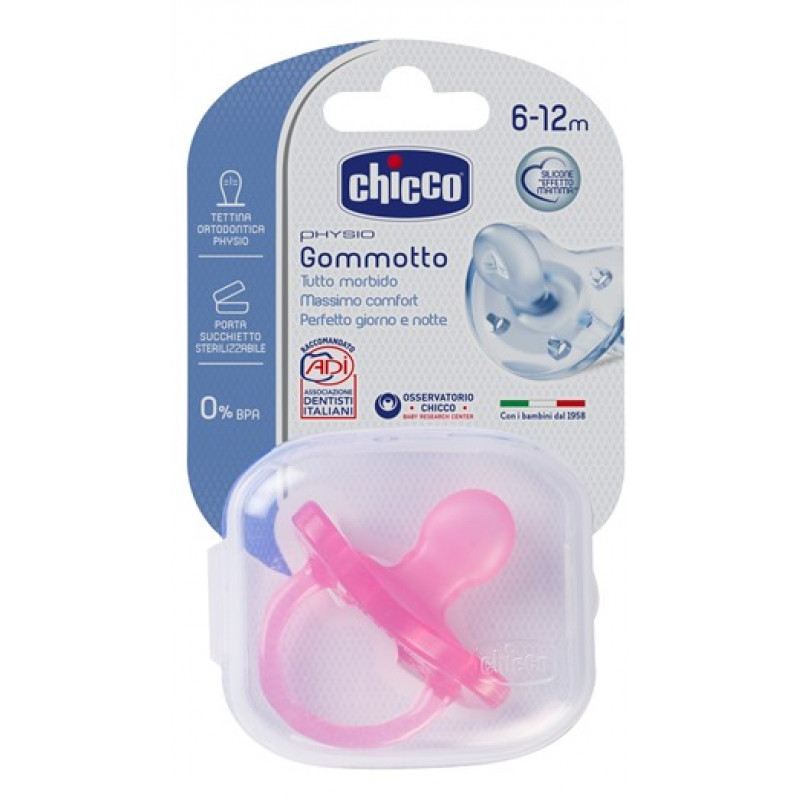 6-12m
chicco
SILICONE
"EFFETTO
MAMMA"
PHYSIO
Gommotto
Tutto morbido
Massimo comfort
Perfetto giorno e notte
TETTINA
ORTODONTICA
PHYSIO
PORTA
SUCCHIETTO
STERILIZZABILE
0% BPA
RACCOMANDATO
ADI
ASSOCIAZIONE
DENTISTI
ITALIANI
OSSERVATORIO
CHICCO
BABY RESEARCH CENTER
Con i bambini dal 1958
chicco